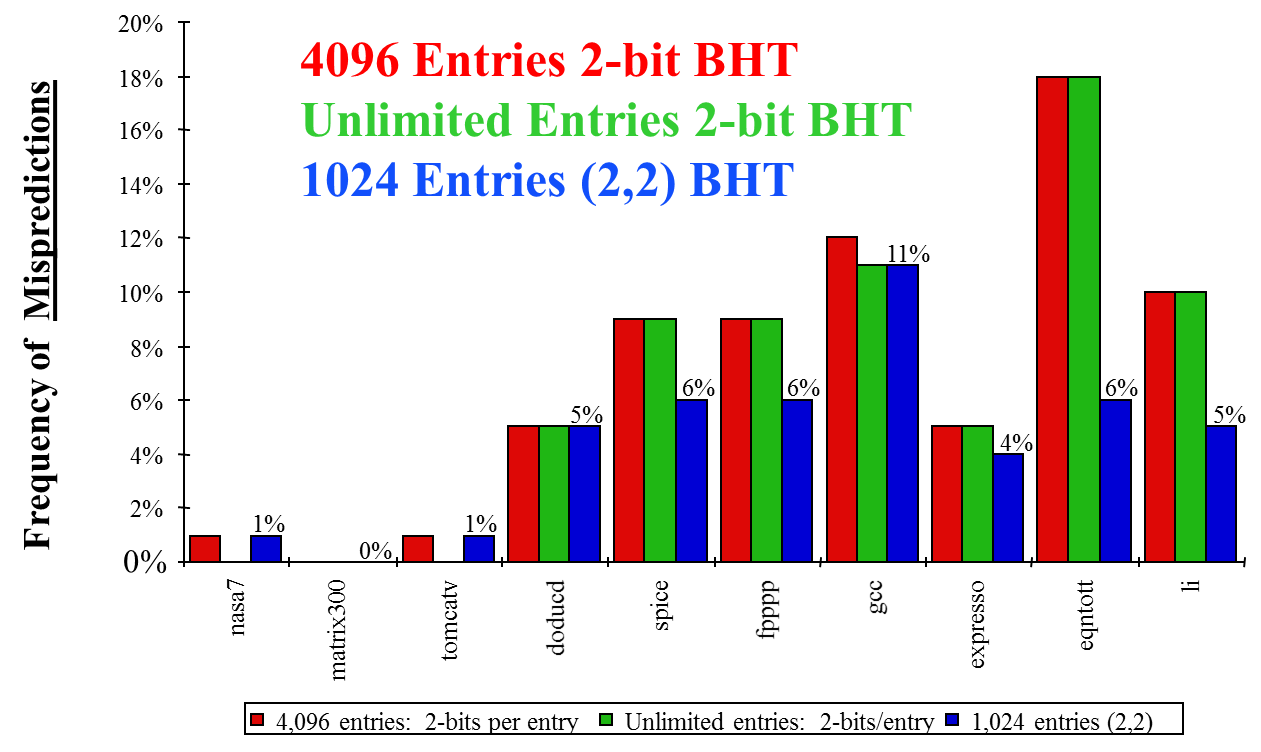 20%
18%
16%
14%
12%
10%
8%
6%
4%
2%
0%
Frequency of Mispredictions
4096 Entries 2-bit BHT
Unlimited Entries 2-bit BHT
1024 Entries (2,2) BHT
1%
0%
1%
5%
6%
6%
11%
4%
6%
5%
nasa7
matrix300
tomcatv
doducd
spice
fpppp
gcc
expresso
eqntott
li
4,096 entries: 2-bits per entry
Unlimited entries: 2-bits/entry
1,024 entries (2,2)